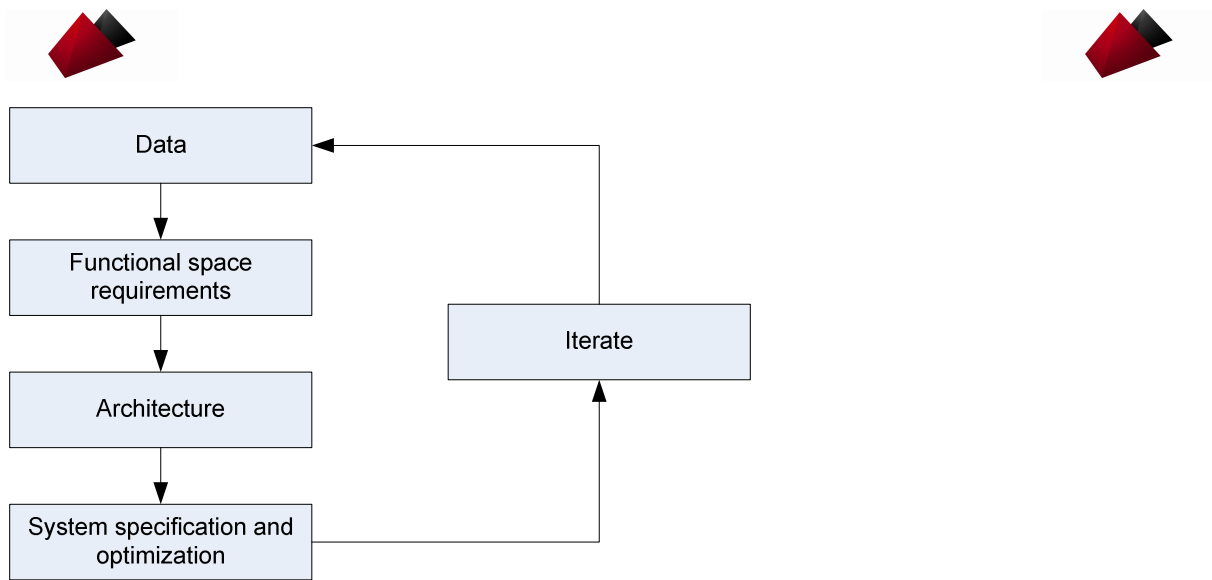 Data
Functional space
requirements
Iterate
Architecture
System specification and
optimization